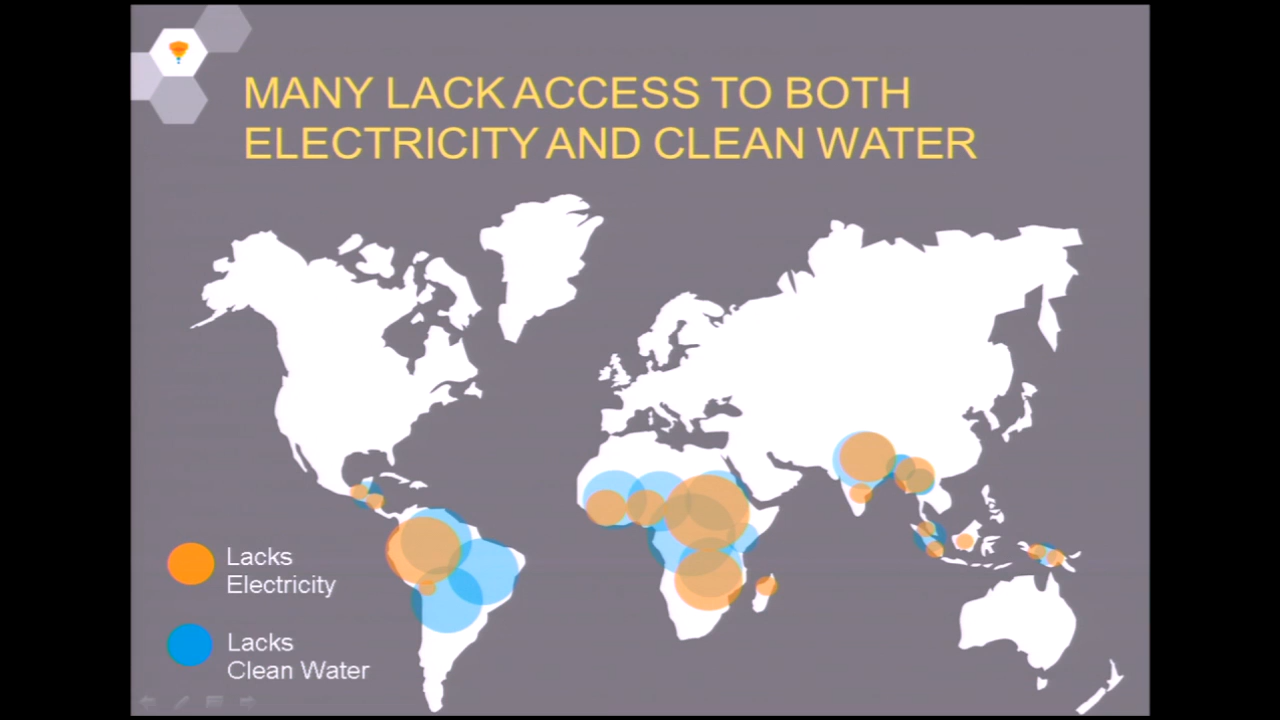 MANY LACK ACCESS TO BOTH
ELECTRICITY AND CLEAN WATER
Lacks
Electricity
Lacks
Clean Water